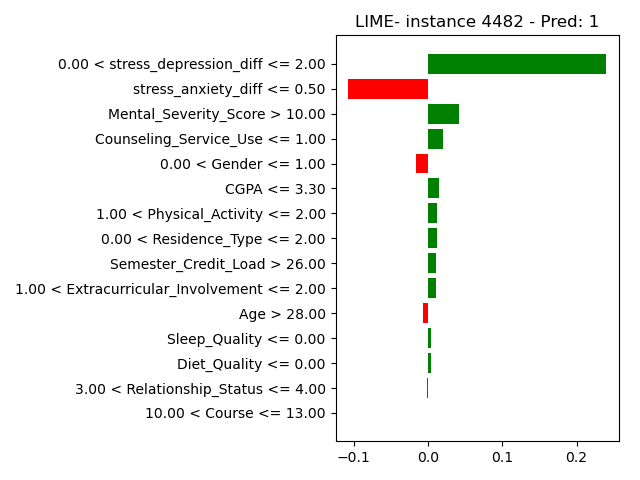 LIME- instance 4482 - Pred: 1
0.00 < stress_depression_diff <= 2.00
stress_anxiety_diff <= 0.50
Mental_Severity_Score > 10.00
Counseling_Service_Use <= 1.00
0.00 < Gender <= 1.00
CGPA <= 3.30
1.00 < Physical_Activity <= 2.00
0.00 < Residence_Type <= 2.00
Semester_Credit_Load > 26.00
1.00 < Extracurricular_Involvement <= 2.00
Age > 28.00
Sleep_Quality <= 0.00
Diet_Quality <= 0.00
3.00 < Relationship_Status <= 4.00
10.00 < Course <= 13.00
−0.1 0.0 0.1 0.2